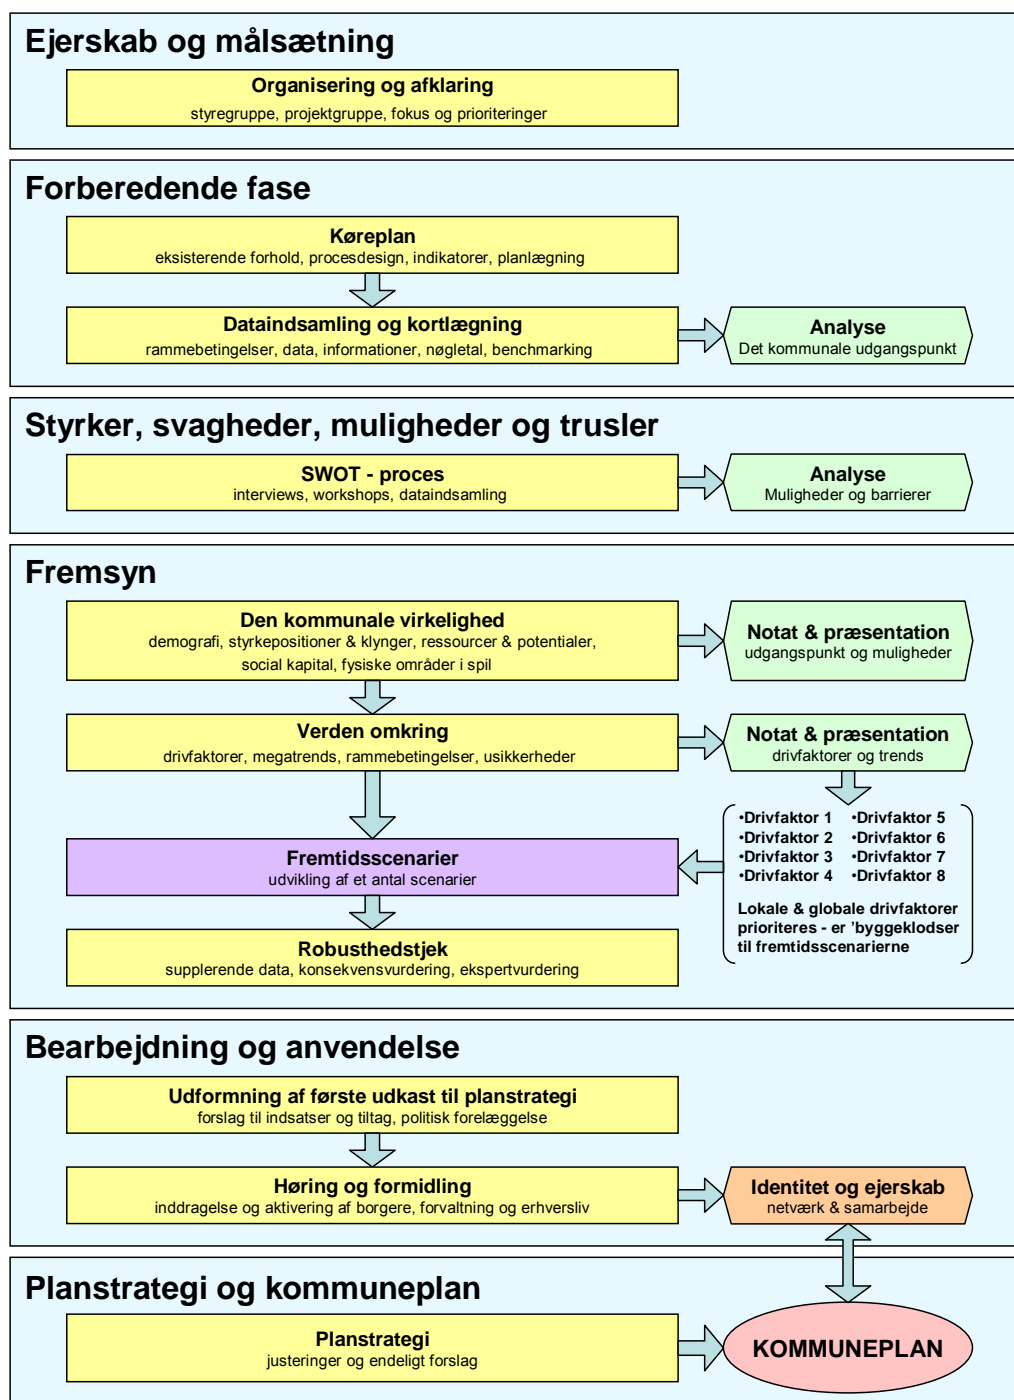 Ejerskab og målsætning
Organisering og afklaring
styregruppe, projektgruppe, fokus og prioriteringer
Forberedende fase
Køreplan
eksisterende forhold, procesdesign, indikatorer, planlægning
Dataindsamling og kortlægning
rammebetingelser, data, informationer, nøgletal, benchmarking
Analyse
Det kommunale udgangspunkt
Styrker, svagheder, muligheder og trusler
SWOT - proces
interviews, workshops, dataindsamling
Analyse
Muligheder og barrierer
Fremsyn
Den kommunale virkelighed
demografi, styrkepositioner & klynger, ressourcer & potentialer,
social kapital, fysiske områder i spil
Notat & præsentation
udgangspunkt og muligheder
Verden omkring
drivfaktorer, megatrends, rammebetingelser, usikkerheder
Notat & præsentation
drivfaktorer og trends
•Drivfaktor 1 •Drivfaktor 5
•Drivfaktor 2 •Drivfaktor 6
•Drivfaktor 3 •Drivfaktor 7
•Drivfaktor 4 •Drivfaktor 8
Lokale & globale drivfaktorer
prioriteres - er 'byggeklodser
til fremtidsscenarierne
Fremtidsscenarier
udvikling af et antal scenarier
Robusthedstjek
supplerende data, konsekvensvurdering, ekspertvurdering
Bearbejdning og anvendelse
Udformning af første udkast til planstrategi
forslag til indsatser og tiltag, politisk forelæggelse
Høring og formidling
inddragelse og aktivering af borgere, forvaltning og erhversliv
Identitet og ejerskab
netværk & samarbejde
Planstrategi og kommuneplan
Planstrategi
justeringer og endeligt forslag
KOMMUNEPLAN